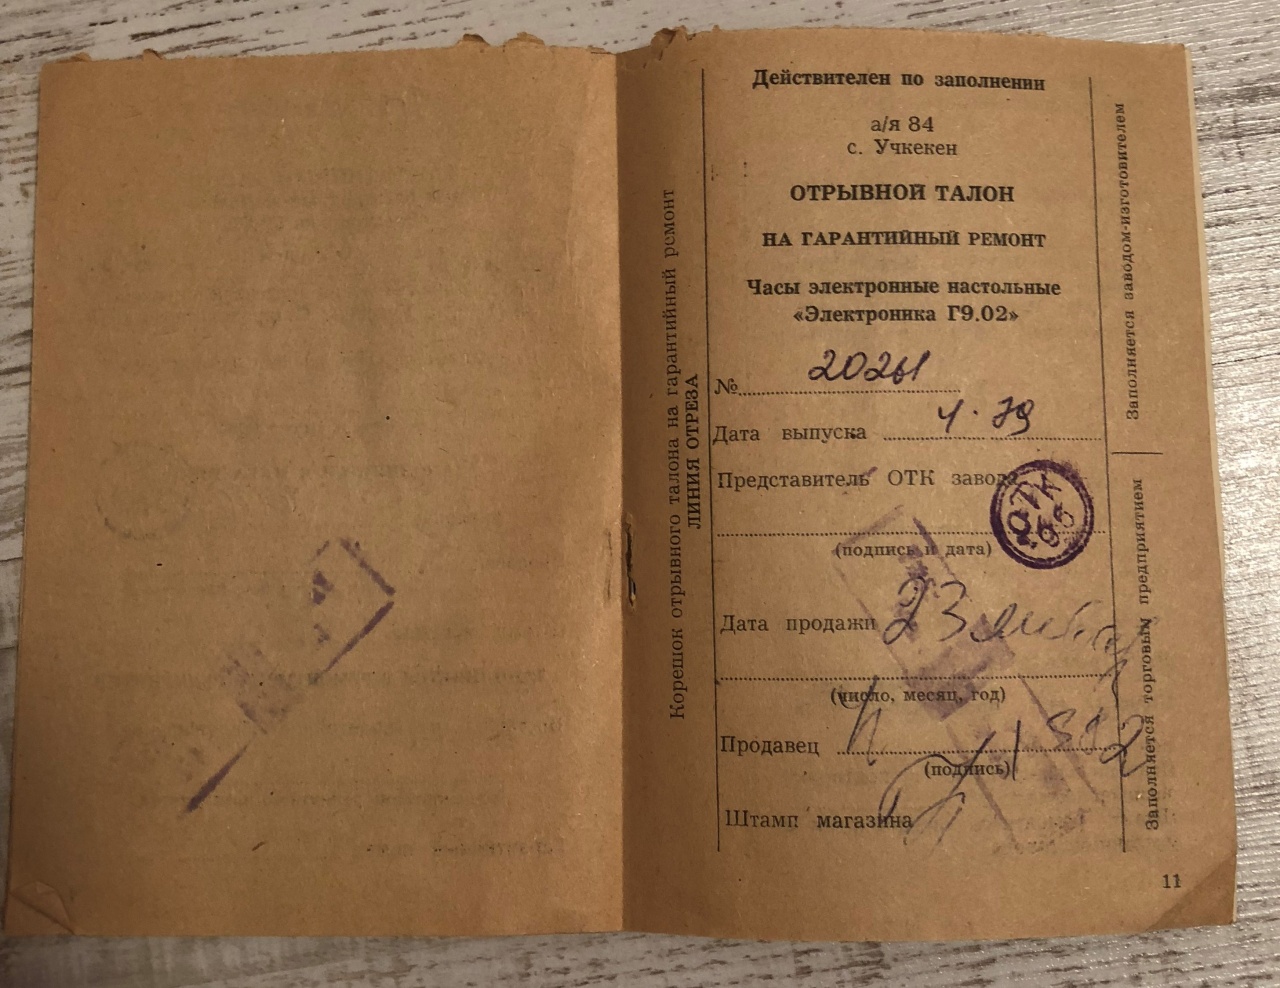 Действителен по заполнении
а/я 84
с. Учкекен
ОТРЫВНОЙ ТАЛОН
НА ГАРАНТИЙНЫЙ РЕМОНТ
Часы электронные настольные
«Электроника Г9.02»
№ 20261
Дата выпуска 4.79
Представитель ОТК завода
ОТК
(подпись и дата)
Дата продажи 23
(число, месяц, год)
Продавец
(подпись)
Штамп магазина
Корешок отрывного талона на гарантийный ремонт
ЛИНИЯ ОТРЕЗА
Заполняется заводом-изготовителем
Заполняется торговым предприятием
11